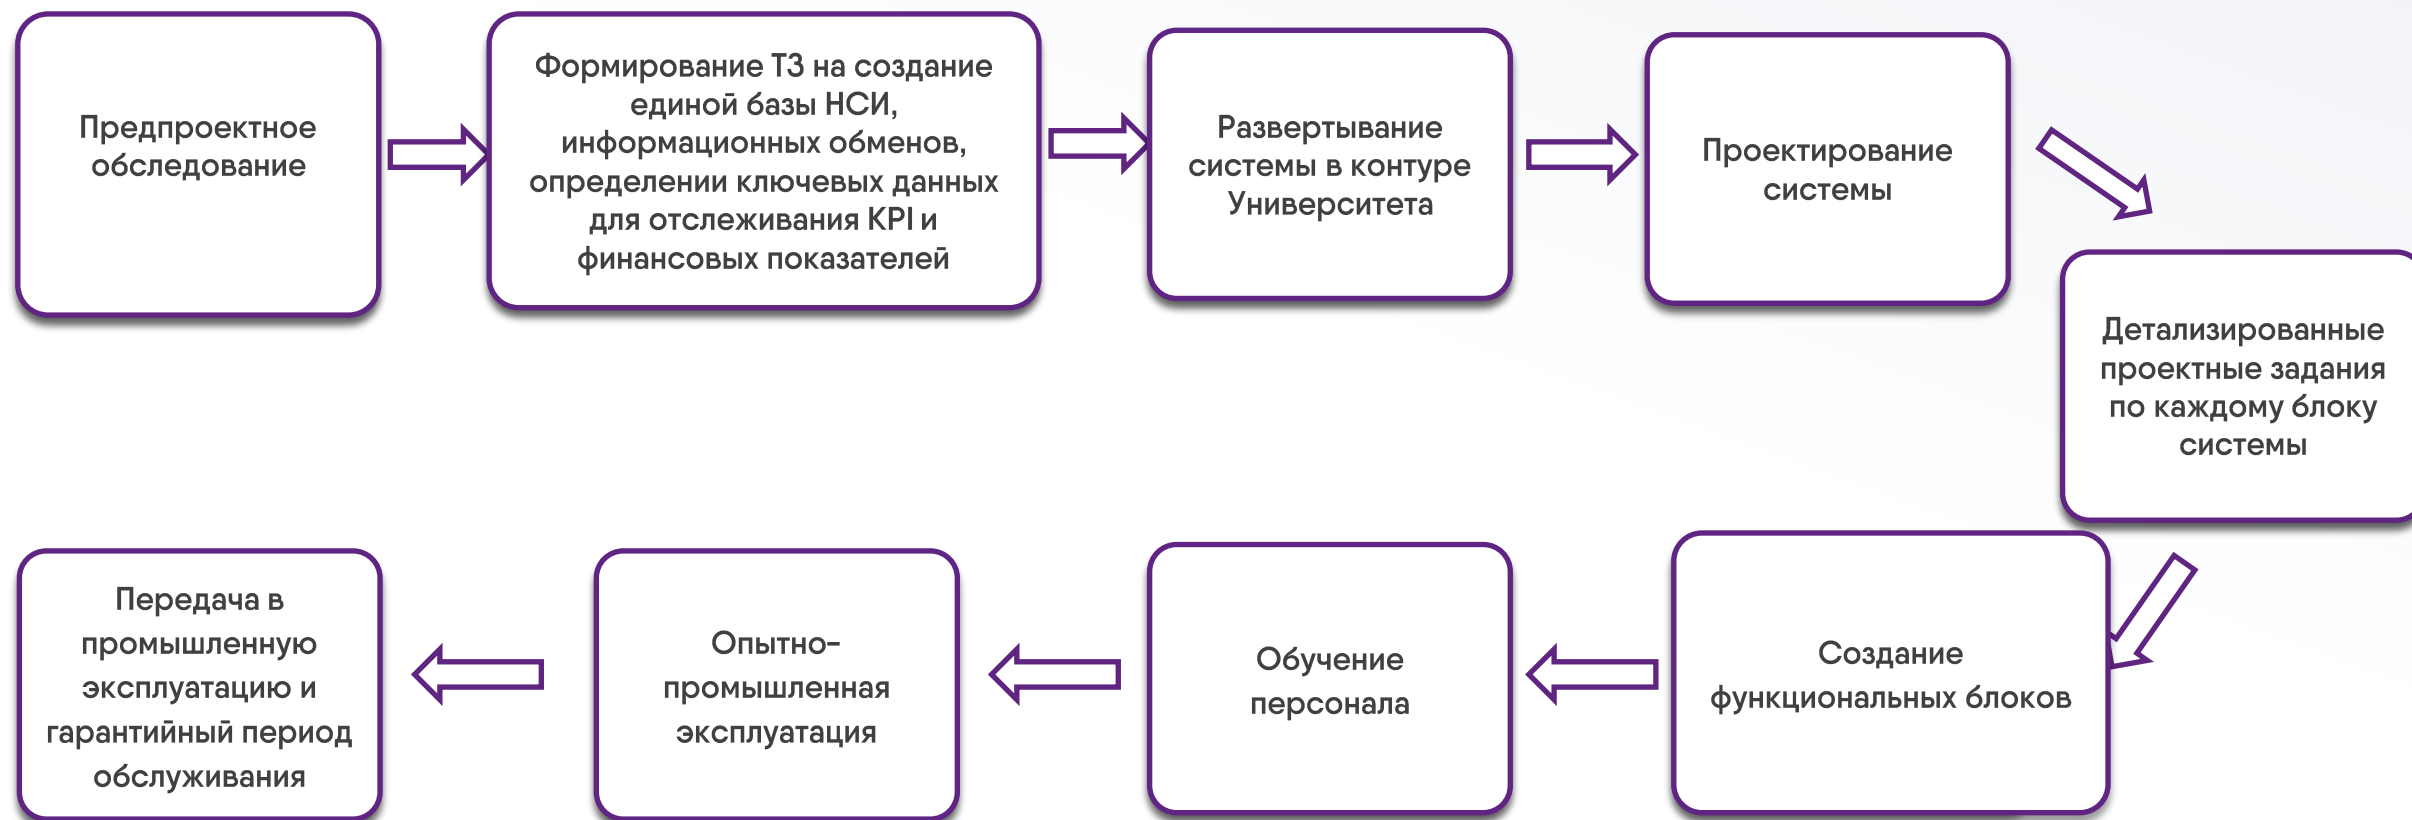 Предпроектное
обследование
Формирование ТЗ на создание
единой базы НСИ,
информационных обменов,
определении ключевых данных
для отслеживания KPI и
финансовых показателей
Развертывание
системы в контуре
Университета
Проектирование
системы
Детализированные
проектные задания
по каждому блоку
системы
Создание
функциональных блоков
Обучение
персонала
Опытно-
промышленная
эксплуатация
Передача в
промышленную
эксплуатацию и
гарантийный период
обслуживания